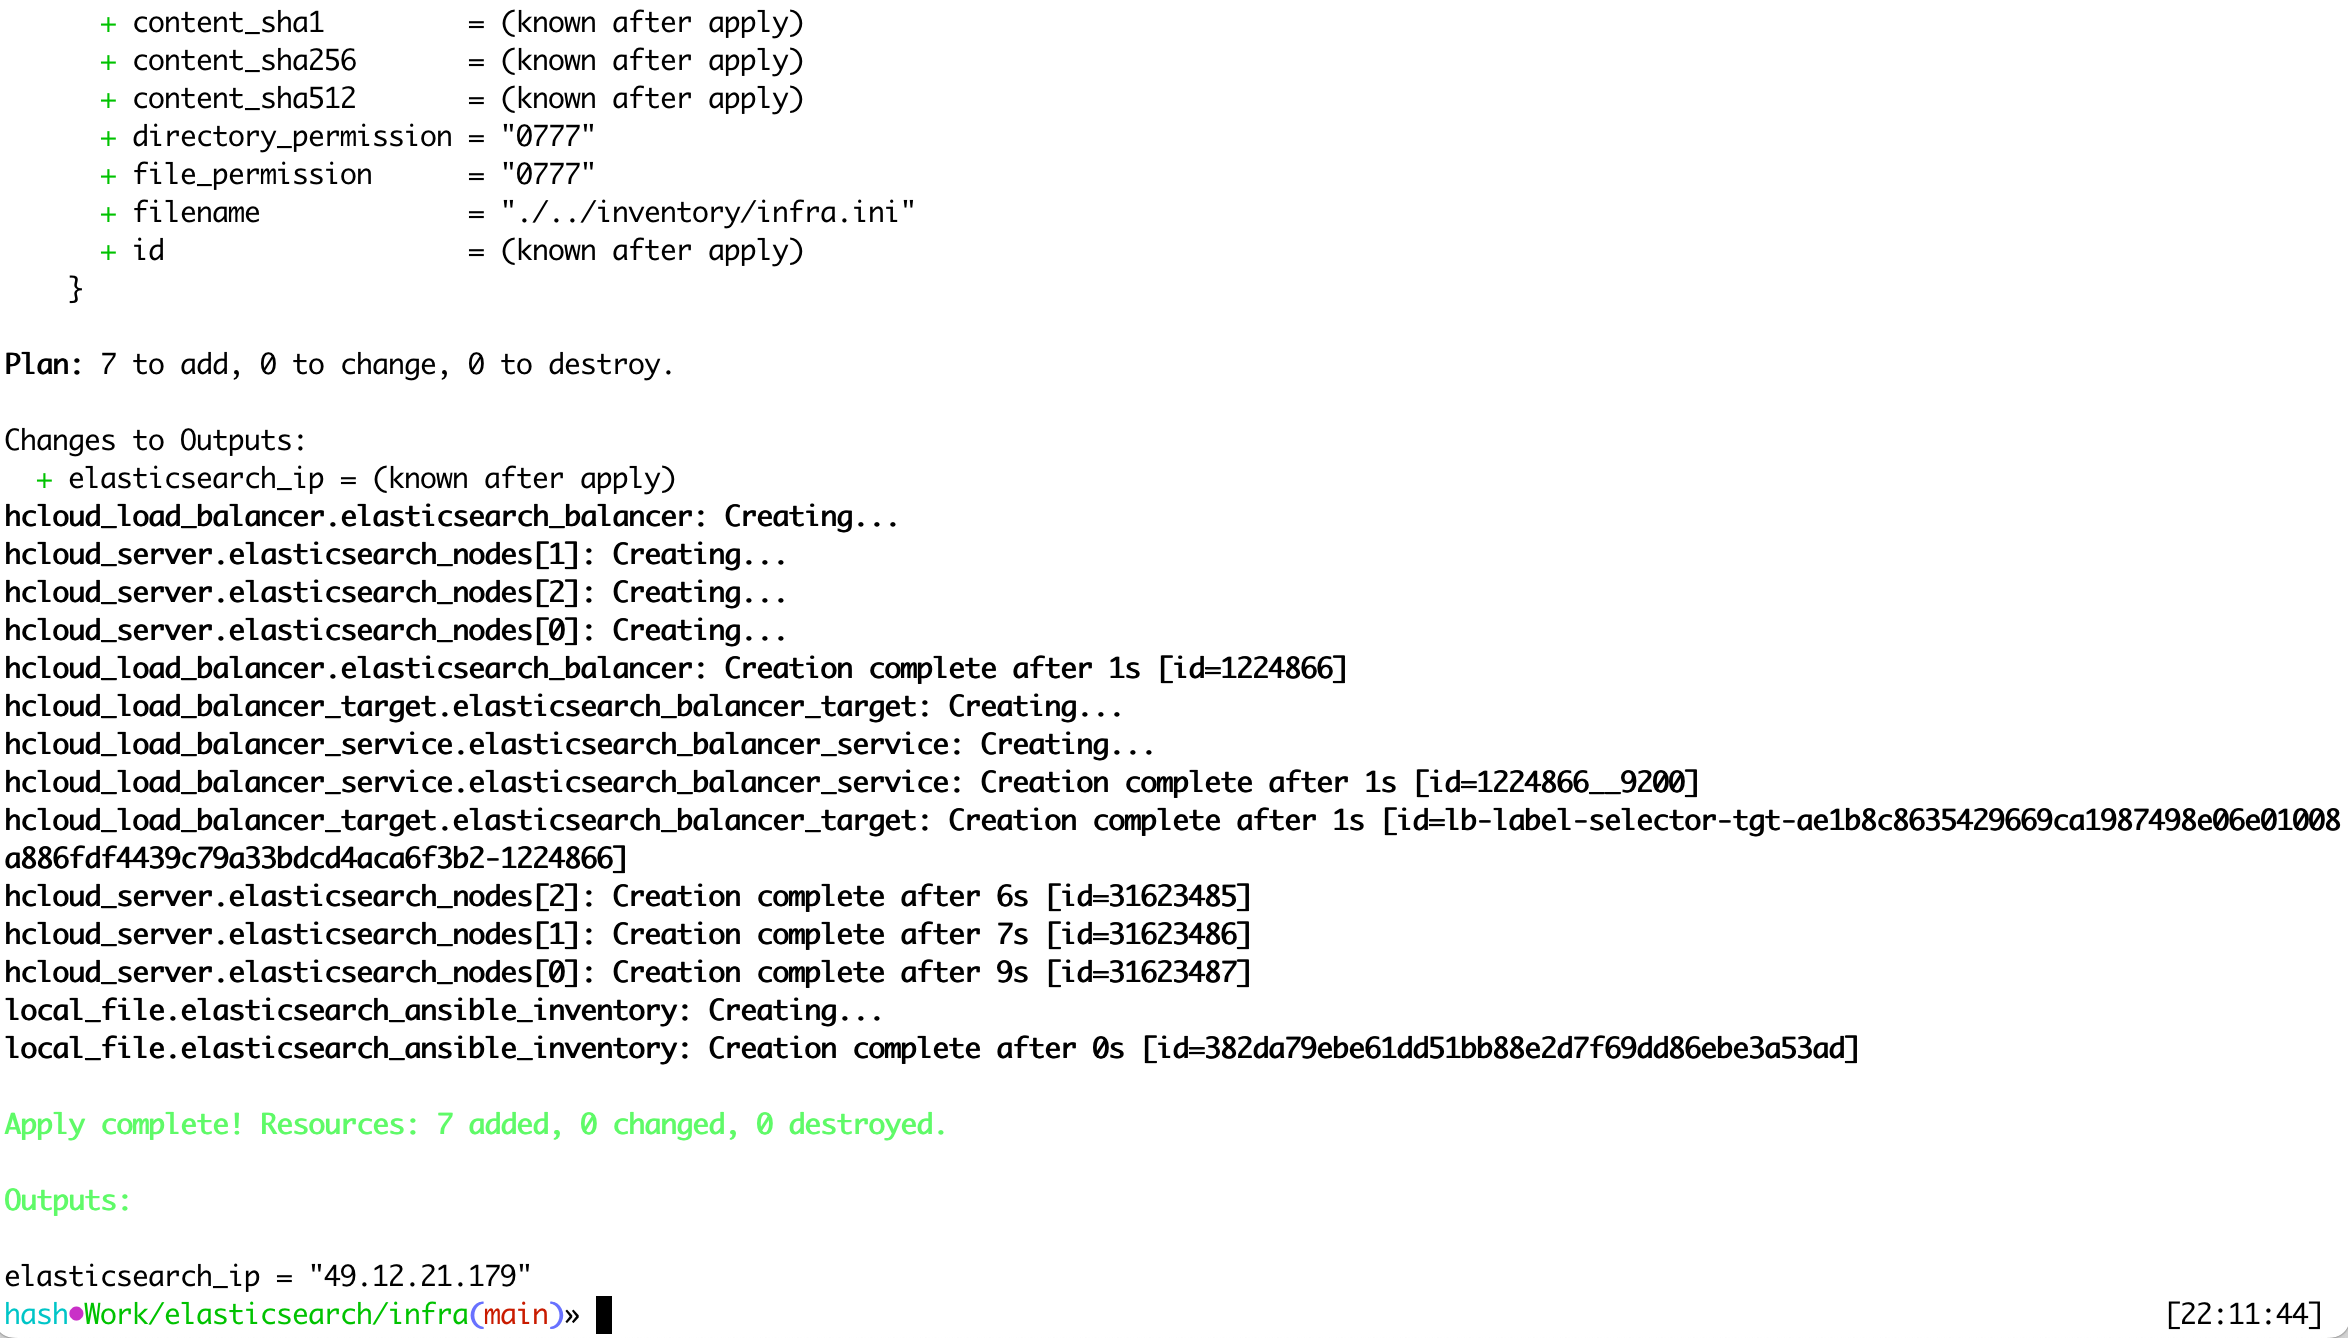 + content_sha1         = (known after apply)
+ content_sha256       = (known after apply)
+ content_sha512       = (known after apply)
+ directory_permission = "0777"
+ file_permission      = "0777"
+ filename             = "./../inventory/infra.ini"
+ id                   = (known after apply)
}
Plan: 7 to add, 0 to change, 0 to destroy.
Changes to Outputs:
+ elasticsearch_ip = (known after apply)
hcloud_load_balancer.elasticsearch_balancer: Creating...
hcloud_server.elasticsearch_nodes[1]: Creating...
hcloud_server.elasticsearch_nodes[2]: Creating...
hcloud_server.elasticsearch_nodes[0]: Creating...
hcloud_load_balancer.elasticsearch_balancer: Creation complete after 1s [id=1224866]
hcloud_load_balancer_target.elasticsearch_balancer_target: Creating...
hcloud_load_balancer_service.elasticsearch_balancer_service: Creating...
hcloud_load_balancer_service.elasticsearch_balancer_service: Creation complete after 1s [id=1224866__9200]
hcloud_load_balancer_target.elasticsearch_balancer_target: Creation complete after 1s [id=lb-label-selector-tgt-ae1b8c8635429669ca1987498e06e01008
a886fdf4439c79a33bdcd4aca6f3b2-1224866]
hcloud_server.elasticsearch_nodes[2]: Creation complete after 6s [id=31623485]
hcloud_server.elasticsearch_nodes[1]: Creation complete after 7s [id=31623486]
hcloud_server.elasticsearch_nodes[0]: Creation complete after 9s [id=31623487]
local_file.elasticsearch_ansible_inventory: Creating...
local_file.elasticsearch_ansible_inventory: Creation complete after 0s [id=382da79ebe61dd51bb88e2d7f69dd86ebe3a53ad]
Apply complete! Resources: 7 added, 0 changed, 0 destroyed.
Outputs:
elasticsearch_ip = "49.12.21.179"
hash●Work/elasticsearch/infra(main)» [22:11:44]